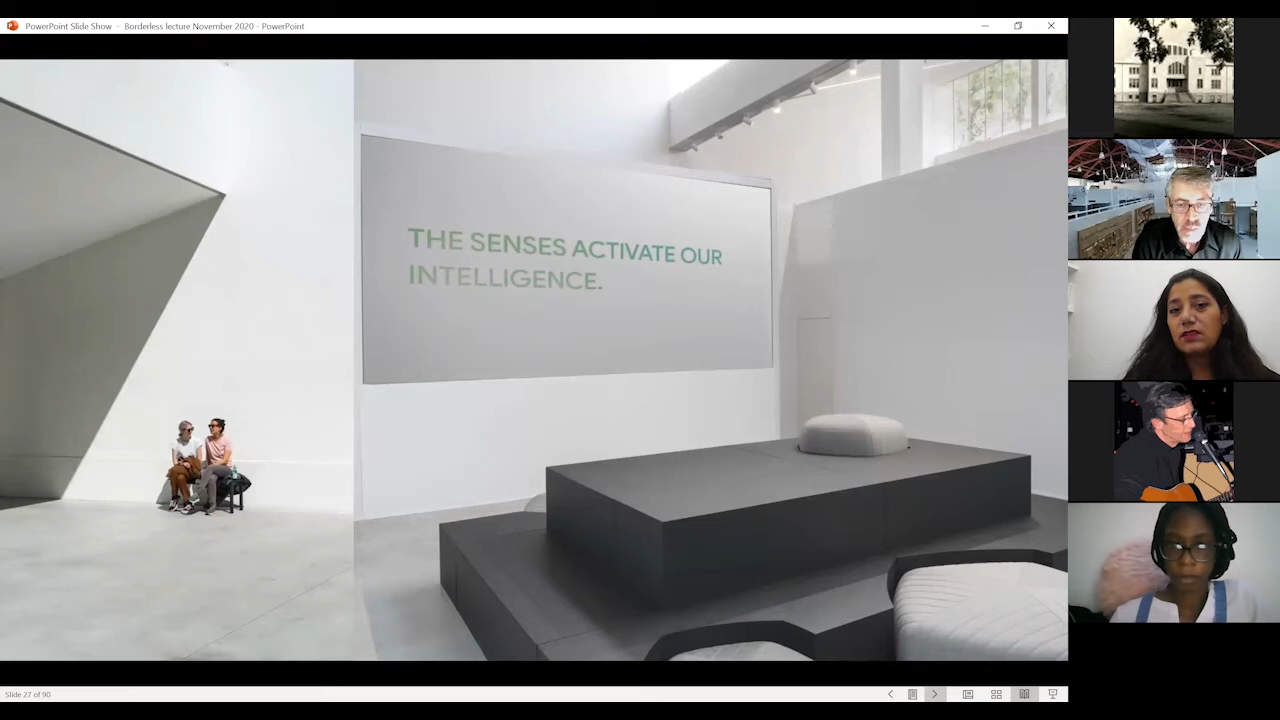 PowerPoint Slide Show - Borderless lecture November 2020 - PowerPoint
THE SENSES ACTIVATE OUR
INTELLIGENCE.
Slide 27 of 90